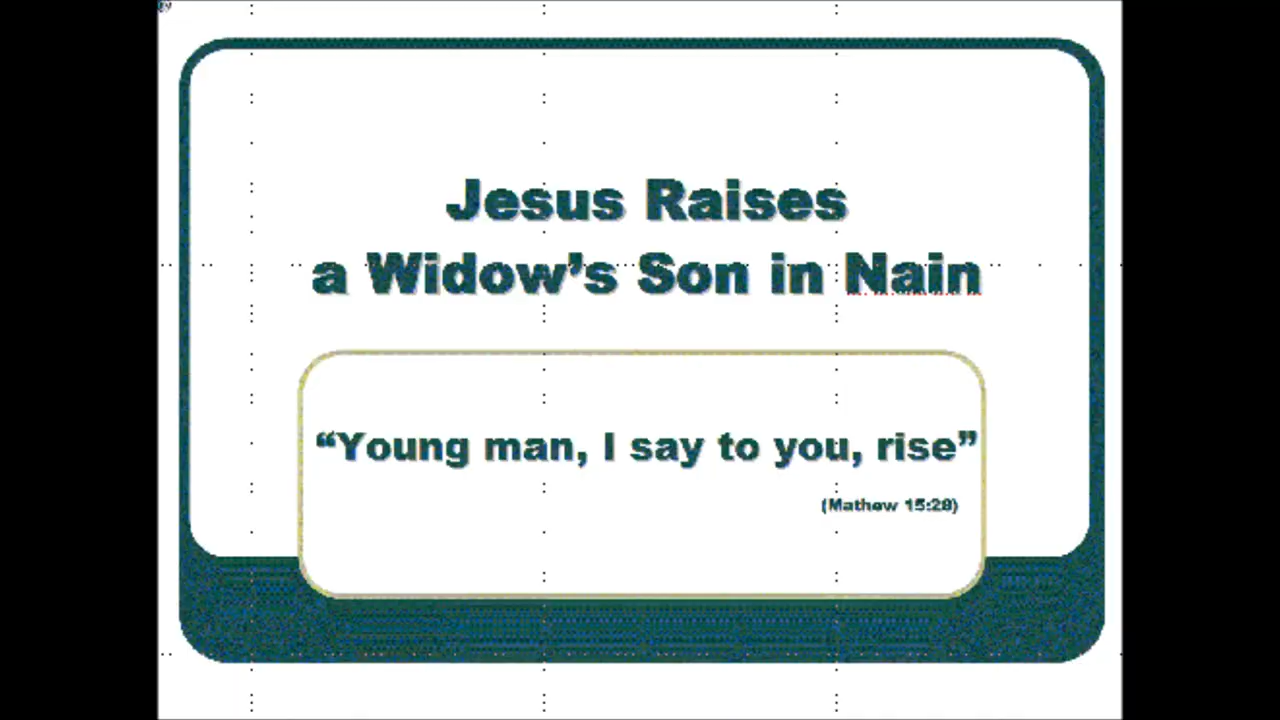 Jesus Raises
a Widow’s Son in Nain
“Young man, I say to you, rise”
(Mathew 15:28)